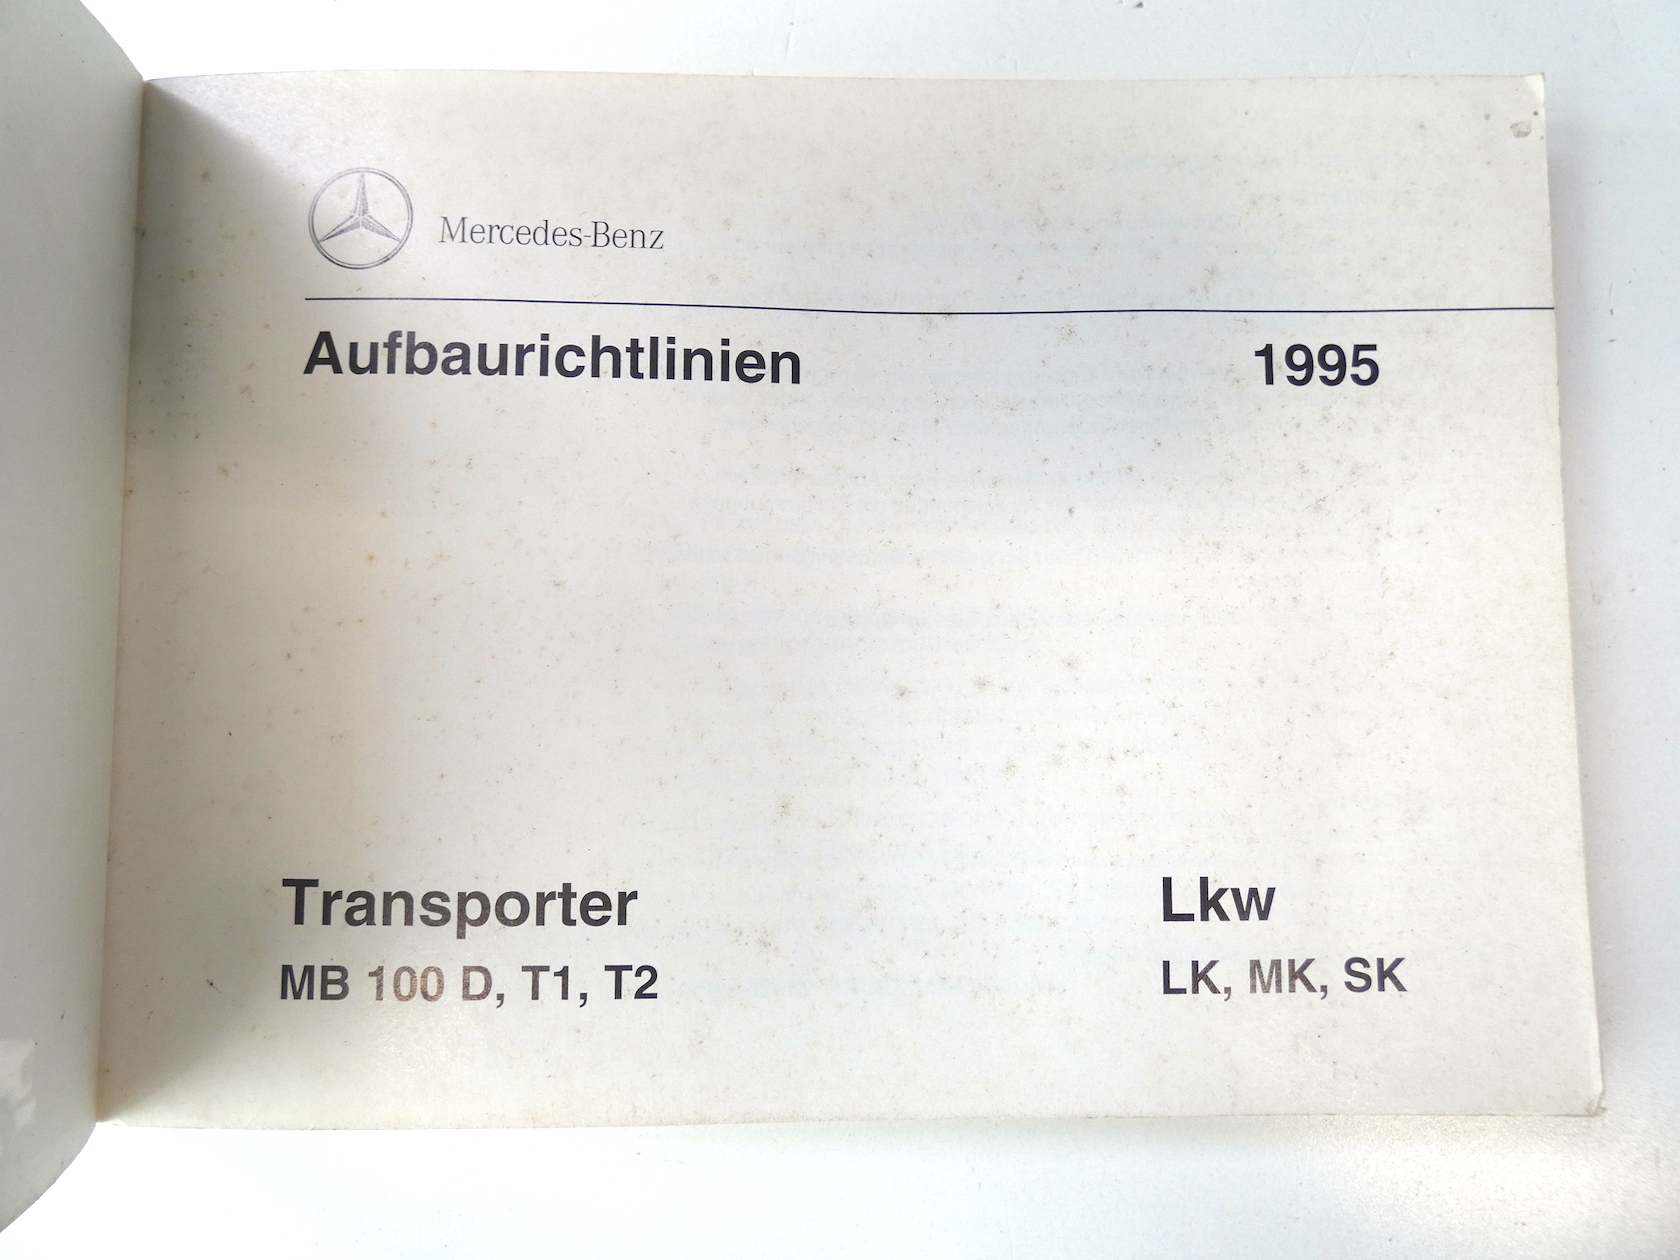 Mercedes-Benz
Aufbaurichtlinien 1995
Transporter Lkw
MB 100 D, T1, T2 LK, MK, SK